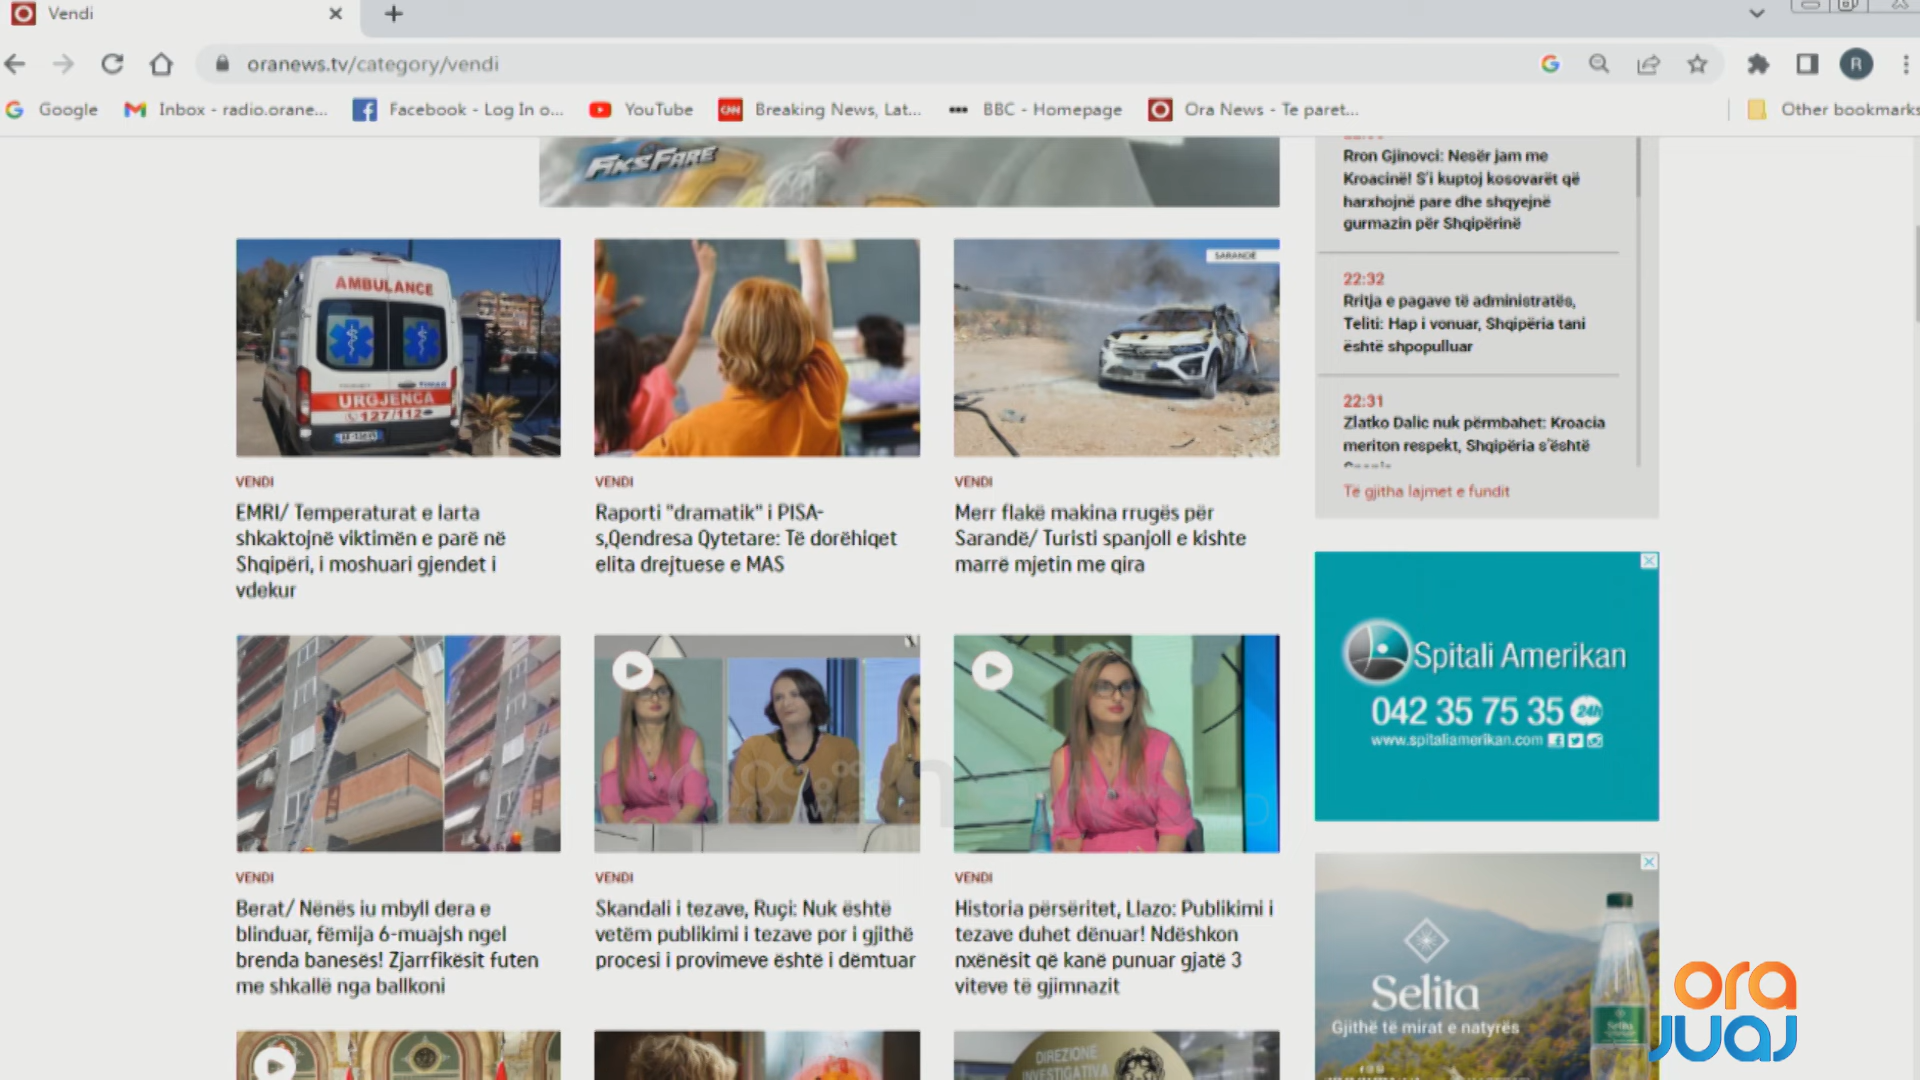 Vendi
oranews.tv/category/vendi
R
Google
Inbox - radio.orane...
Facebook - Log In o...
YouTube
CNN
Breaking News, Lat...
BBC - Homepage
Ora News - Te paret...
Other bookmarks
FIKS FARE
Rron Gjinovci: Nesër jam me
Kroacinë! S'i kuptoj kosovarët që
harxhojnë pare dhe shqyejnë
gurmazin për Shqipërinë
22:32
Rritja e pagave të administratës,
Teliti: Hap i vonuar, Shqipëria tani
është shpopulluar
22:31
Zlatko Dalic nuk përmbahet: Kroacia
meriton respekt, Shqipëria s'është
Të gjitha lajmet e fundit
AMBULANCE
URGJENCA
127/112
SARANDË
VENDI
EMRI/ Temperaturat e larta
shkaktojnë viktimën e parë në
Shqipëri, i moshuari gjendet i
vdekur
VENDI
Raporti "dramatik" i PISA-
s,Qendresa Qytetare: Të dorëhiqet
elita drejtuese e MAS
VENDI
Merr flakë makina rrugës për
Sarandë/ Turisti spanjoll e kishte
marrë mjetin me qira
Spitali Amerikan
042 35 75 35 24h
www.spitaliamerikan.com
VENDI
Berat/ Nënës iu mbyll dera e
blinduar, fëmija 6-muajsh ngel
brenda banesës! Zjarrfikësit futen
me shkallë nga ballkoni
VENDI
Skandali i tezave, Ruçi: Nuk është
vetëm publikimi i tezave por i gjithë
procesi i provimeve është i dëmtuar
VENDI
Historia përsëritet, Llazo: Publikimi i
tezave duhet dënuar! Ndëshkon
nxënësit që kanë punuar gjatë 3
viteve të gjimnazit
Selita
Gjithë të mirat e natyrës
Selita
ora
JUAJ
DIREZIONE
INVESTIGATIVA